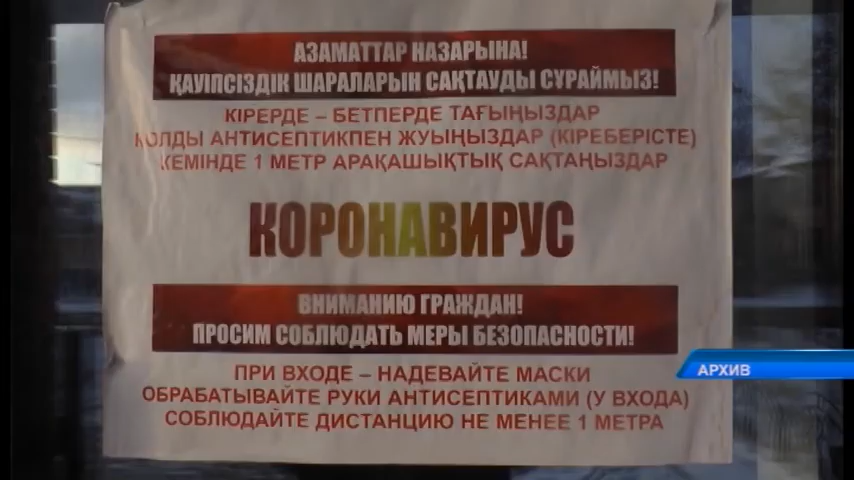 АЗАМАТТАР НАЗАРЫНА!
ҚАУІПСІЗДІК ШАРАЛАРЫН САҚТАУДЫ СҰРАЙМЫЗ!
КІРЕРДЕ – БЕТПЕРДЕ ТАҒЫҢЫЗДАР
ҚОЛДЫ АНТИСЕПТИКПЕН ЖУЫҢЫЗДАР (КІРЕБЕРІСТЕ)
КЕМІНДЕ 1 МЕТР АРАҚАШЫҚТЫҚ САҚТАҢЫЗДАР
КОРОНАВИРУС
ВНИМАНИЮ ГРАЖДАН!
ПРОСИМ СОБЛЮДАТЬ МЕРЫ БЕЗОПАСНОСТИ!
АРХИВ
ПРИ ВХОДЕ – НАДЕВАЙТЕ МАСКИ
ОБРАБАТЫВАЙТЕ РУКИ АНТИСЕПТИКАМИ (У ВХОДА)
СОБЛЮДАЙТЕ ДИСТАНЦИЮ НЕ МЕНЕЕ 1 МЕТРА